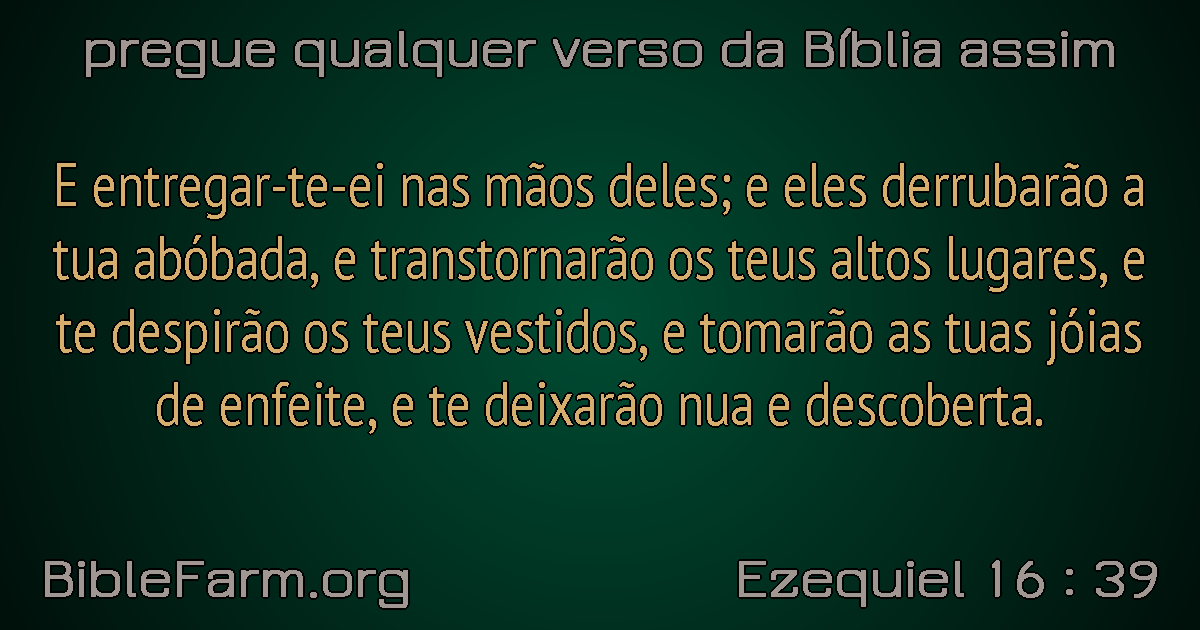 pregue qualquer verso da Bíblia assim
E entregar-te-ei nas mãos deles; e eles derrubarão a
tua abóbada, e transtornarão os teus altos lugares, e
te despirão os teus vestidos, e tomarão as tuas jóias
de enfeite, e te deixarão nua e descoberta.
BibleFarm.org
Ezequiel 16 : 39